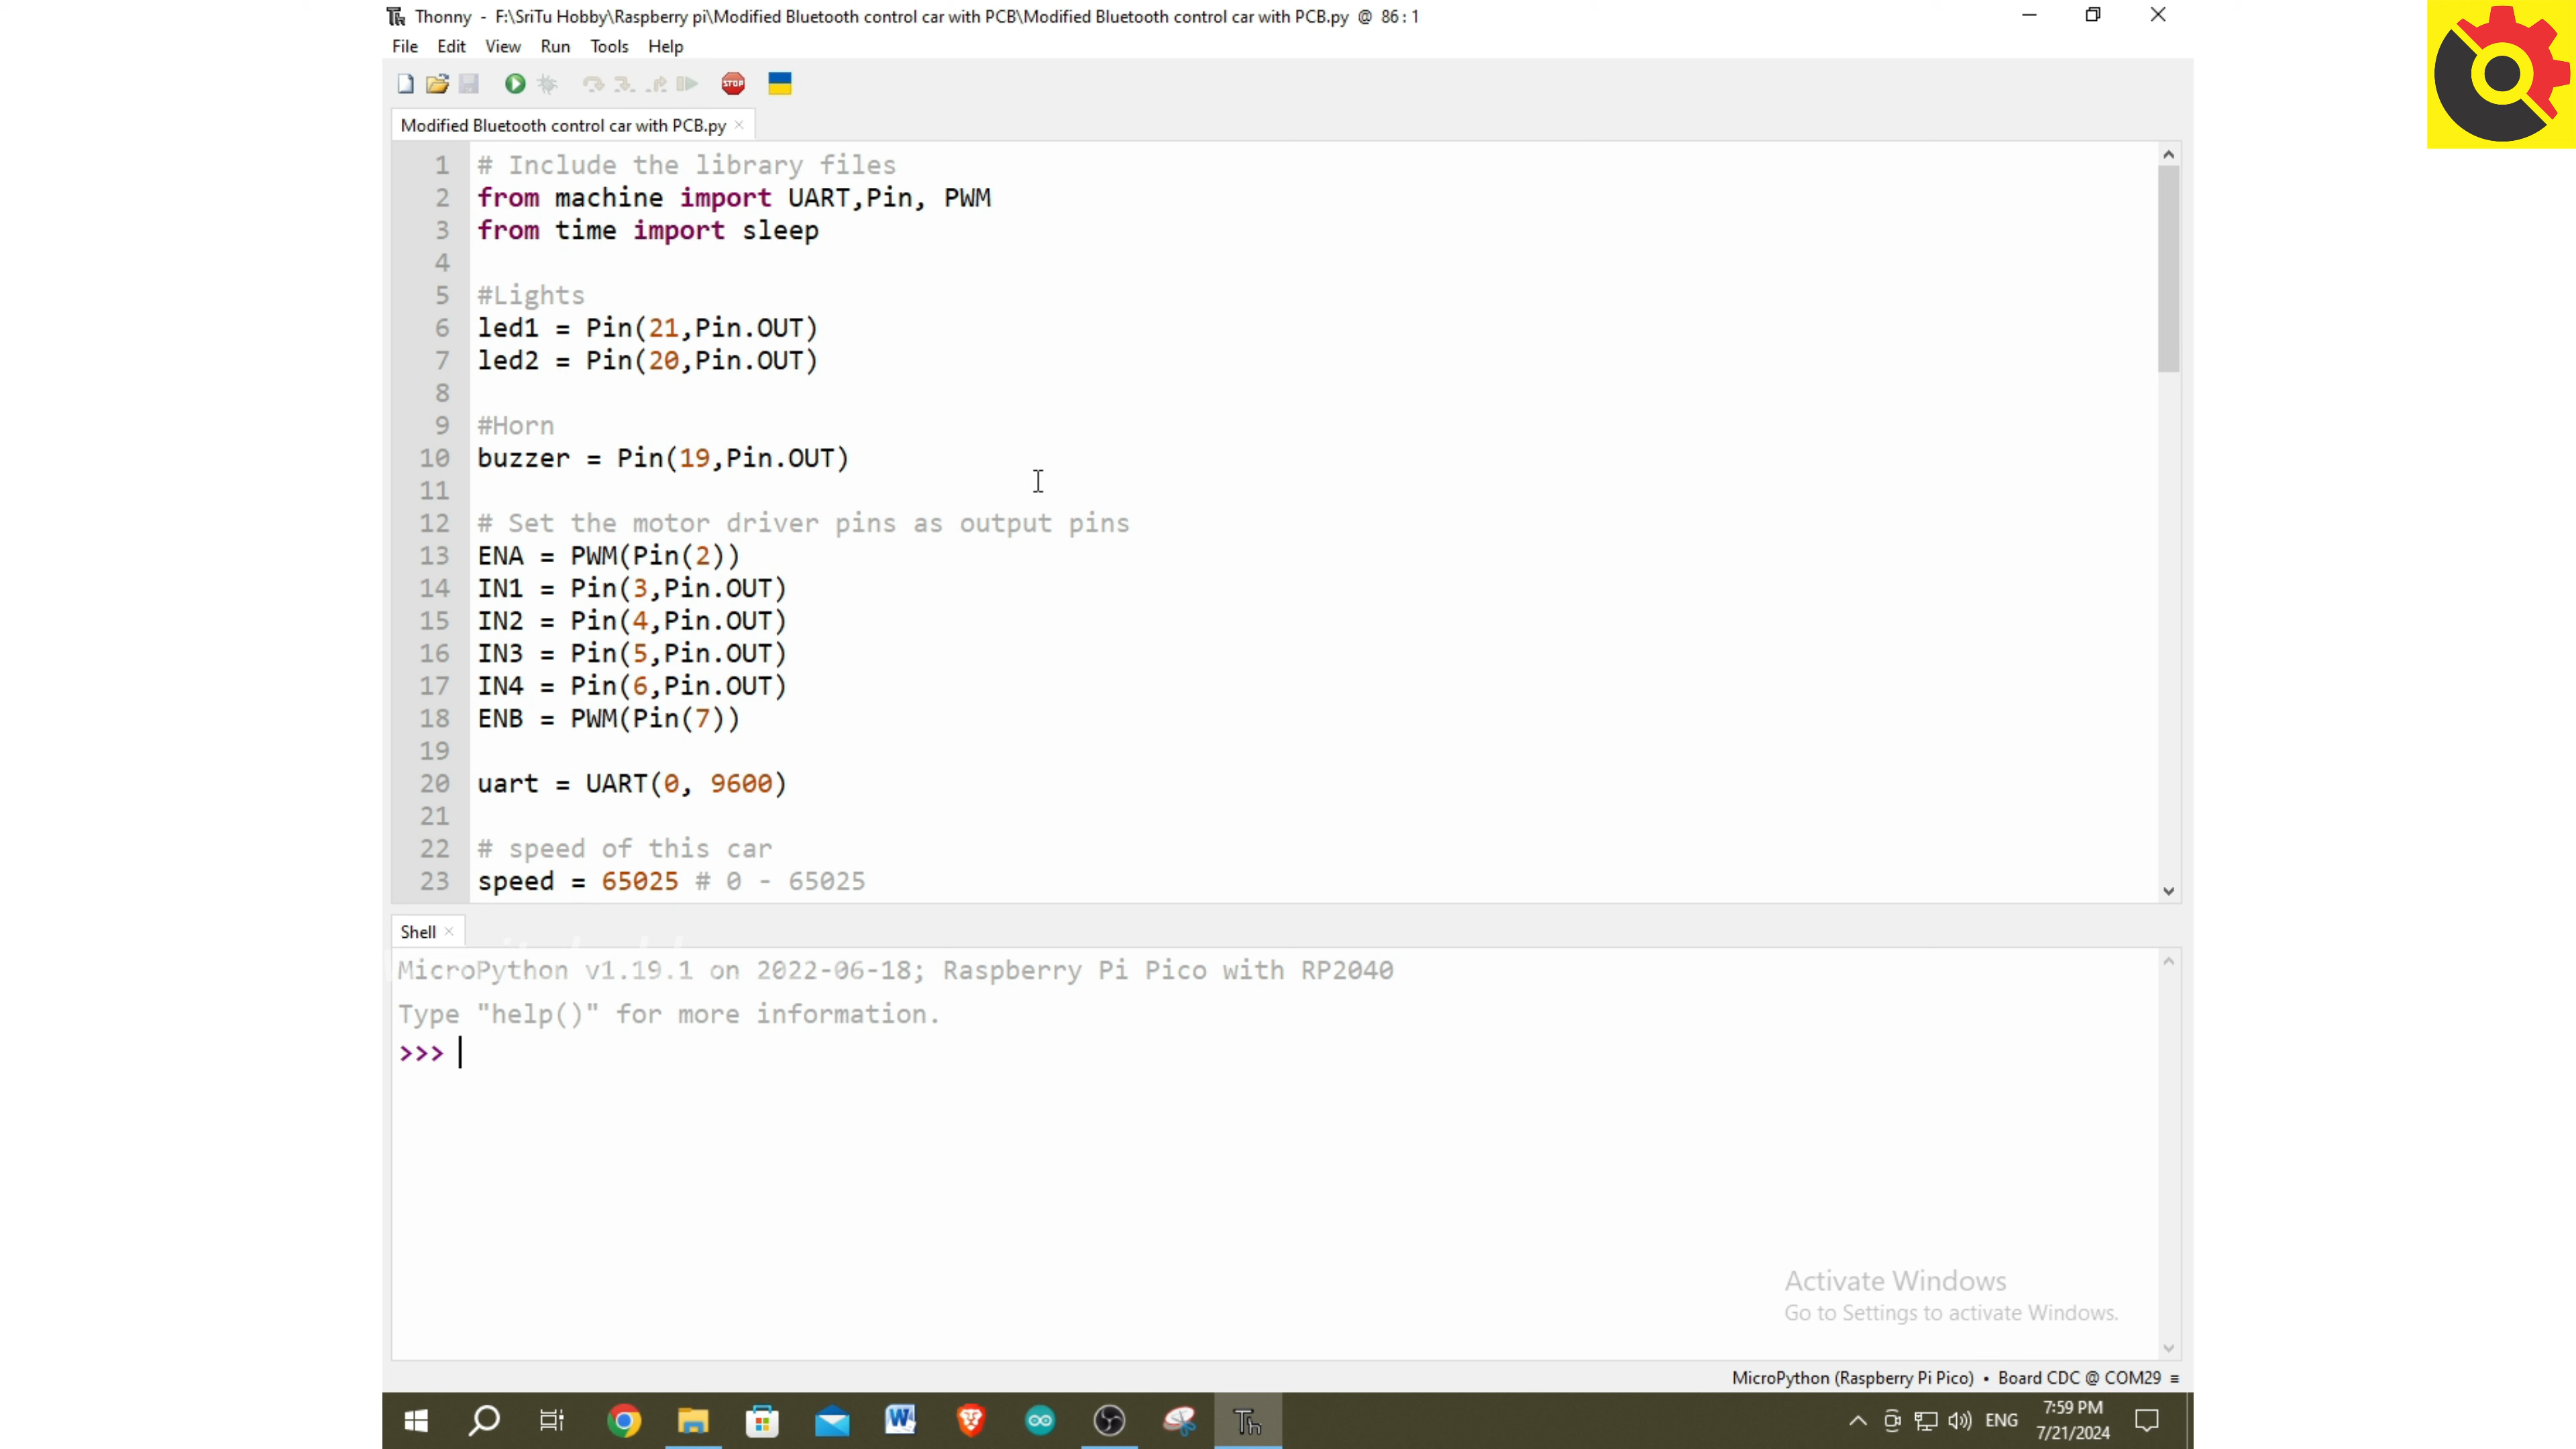 Thonny - F:\SriTu Hobby\Raspberry pi\Modified Bluetooth control car with PCB\Modified Bluetooth control car with PCB.py @ 86:1
File Edit View Run Tools Help
STOP
Modified Bluetooth control car with PCB.py
1 # Include the library files
2 from machine import UART,Pin, PWM
3 from time import sleep
4
5 #Lights
6 led1 = Pin(21,Pin.OUT)
7 led2 = Pin(20,Pin.OUT)
8
9 #Horn
10 buzzer = Pin(19,Pin.OUT)
11
12 # Set the motor driver pins as output pins
13 ENA = PWM(Pin(2))
14 IN1 = Pin(3,Pin.OUT)
15 IN2 = Pin(4,Pin.OUT)
16 IN3 = Pin(5,Pin.OUT)
17 IN4 = Pin(6,Pin.OUT)
18 ENB = PWM(Pin(7))
19
20 uart = UART(0, 9600)
21
22 # speed of this car
23 speed = 65025 # 0 - 65025
Shell
MicroPython v1.19.1 on 2022-06-18; Raspberry Pi Pico with RP2040
Type "help()" for more information.
>>>
Activate Windows
Go to Settings to activate Windows.
MicroPython (Raspberry Pi Pico) • Board CDC @ COM29 ≡
ENG
7:59 PM
7/21/2024